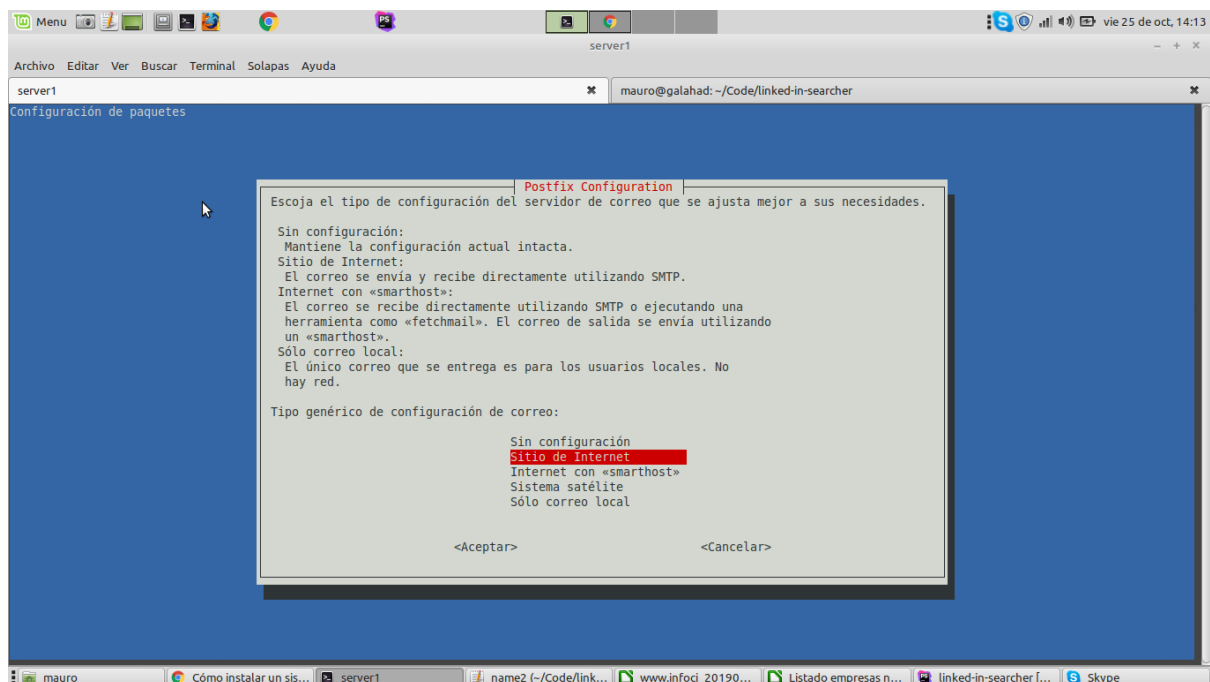 Menu
PS
S
vie 25 de oct, 14:13
server1
Archivo Editar Ver Buscar Terminal Solapas Ayuda
server1
mauro@galahad: ~/Code/linked-in-searcher
Configuración de paquetes
Postfix Configuration
Escoja el tipo de configuración del servidor de correo que se ajusta mejor a sus necesidades.
Sin configuración:
Mantiene la configuración actual intacta.
Sitio de Internet:
El correo se envía y recibe directamente utilizando SMTP.
Internet con «smarthost»:
El correo se recibe directamente utilizando SMTP o ejecutando una
herramienta como «fetchmail». El correo de salida se envía utilizando
un «smarthost».
Sólo correo local:
El único correo que se entrega es para los usuarios locales. No
hay red.
Tipo genérico de configuración de correo:
Sin configuración
Sitio de Internet
Internet con «smarthost»
Sistema satélite
Sólo correo local
<Aceptar>
<Cancelar>
mauro
Cómo instalar un sis...
server1
name2 (~/Code/link...
www.infoci_20190...
Listado empresas n...
linked-in-searcher [...
Skype